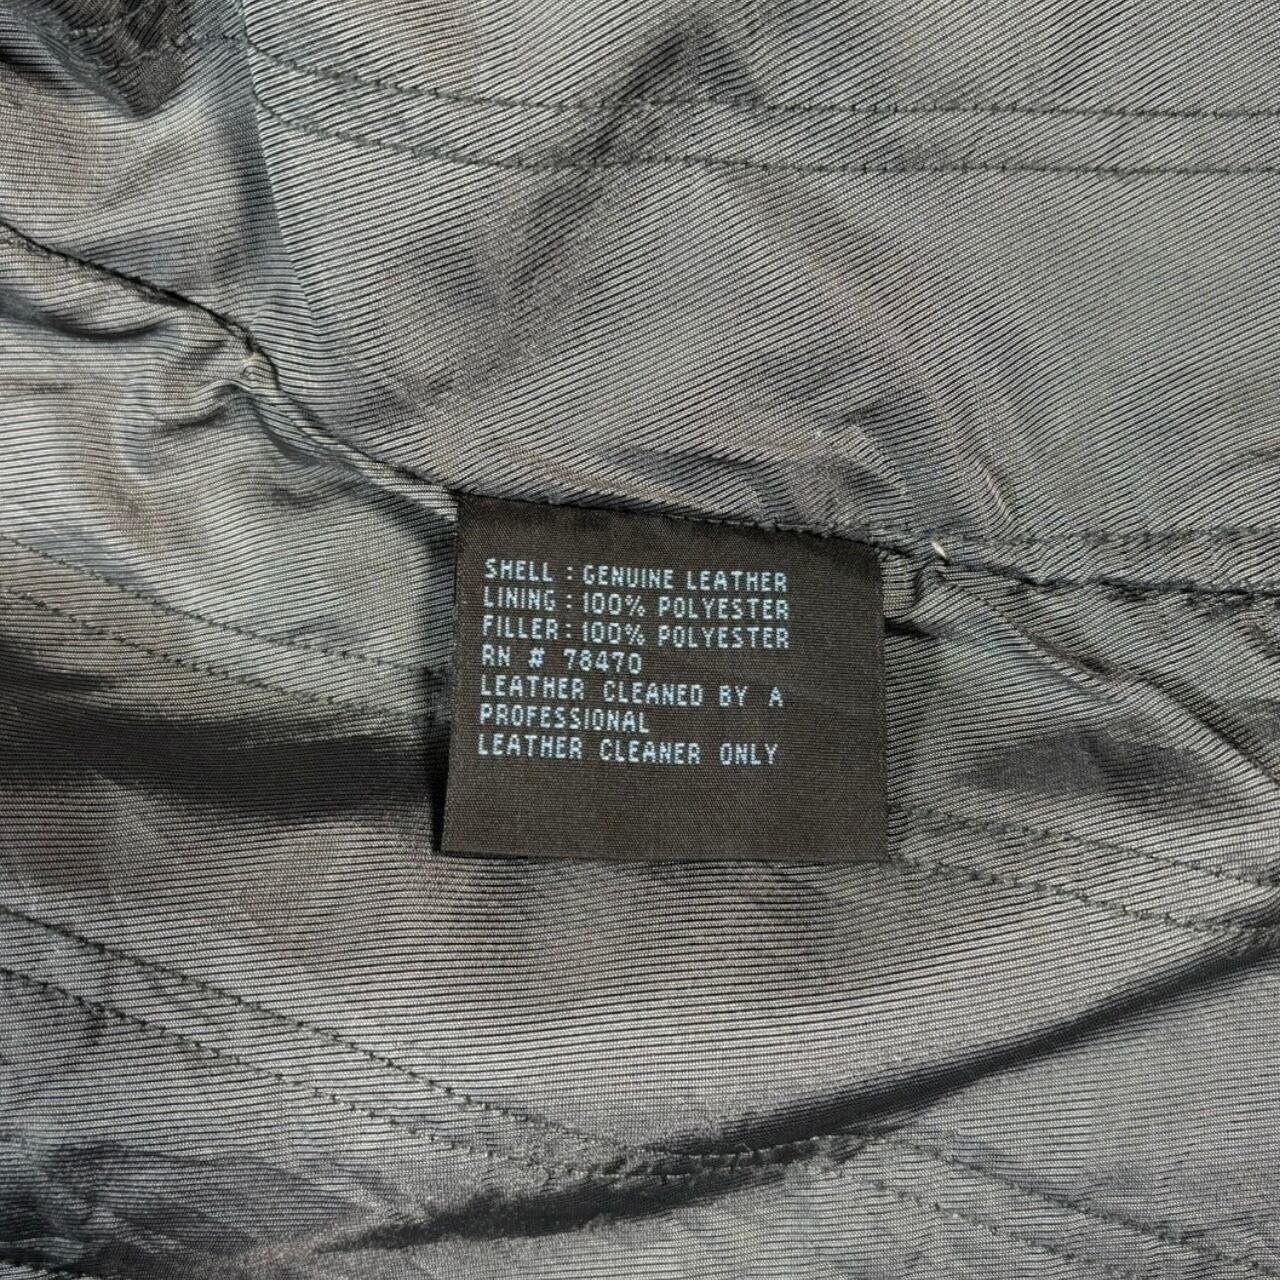 SHELL : GENUINE LEATHER
LINING : 100% POLYESTER
FILLER : 100% POLYESTER
RN # 78470
LEATHER CLEANED BY A
PROFESSIONAL
LEATHER CLEANER ONLY